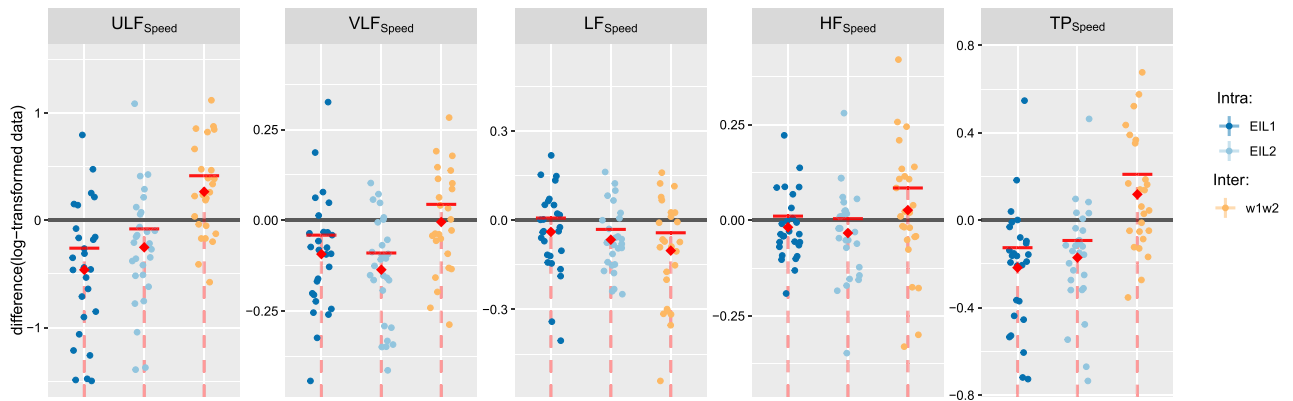 ULFSpeed
VLFSpeed
LFSpeed
HFSpeed
TPSpeed
difference(log−transformed data)
1
0
−1
0.25
0.00
−0.25
0.3
0.0
−0.3
0.25
0.00
−0.25
0.8
0.4
0.0
−0.4
−0.8
Intra:
EIL1
EIL2
Inter:
w1w2